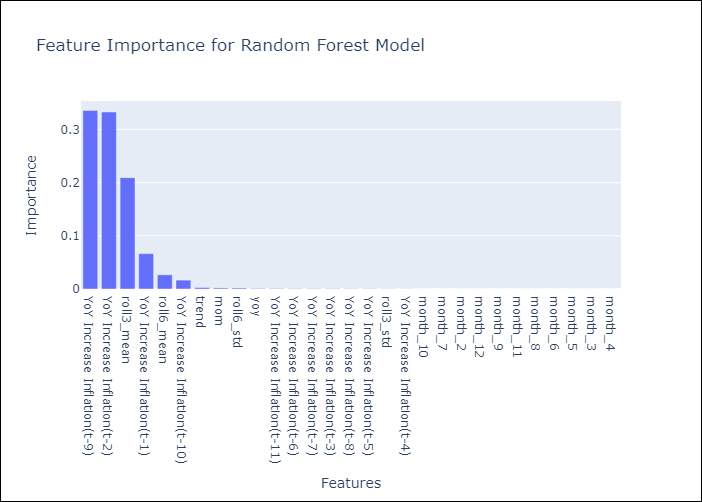 Feature Importance for Random Forest Model
Importance
0.3
0.2
0.1
0
YoY Increase Inflation(t-9)
YoY Increase Inflation(t-2)
roll3_mean
YoY Increase Inflation(t-1)
roll6_mean
YoY Increase Inflation(t-10)
trend
mom
roll6_std
yoy
YoY Increase Inflation(t-11)
YoY Increase Inflation(t-6)
YoY Increase Inflation(t-7)
YoY Increase Inflation(t-3)
YoY Increase Inflation(t-8)
YoY Increase Inflation(t-5)
roll3_std
YoY Increase Inflation(t-4)
month_10
month_7
month_2
month_12
month_9
month_11
month_8
month_6
month_5
month_3
month_4
Features